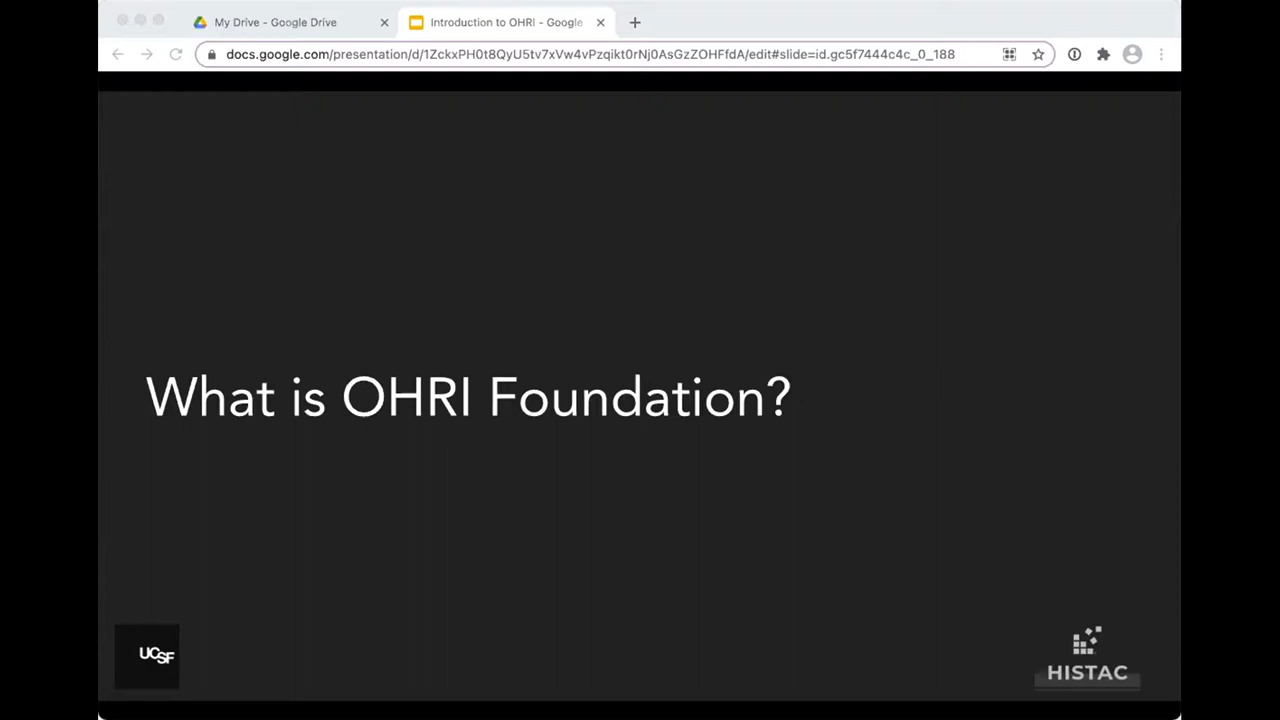 My Drive - Google Drive
Introduction to OHRI - Google
docs.google.com/presentation/d/1ZckxPH0t8QyU5tv7xVw4vPzqikt0rNj0AsGzZOHFfdA/edit#slide=id.gc5f7444c4c_0_188
What is OHRI Foundation?
UCSF
HISTAC